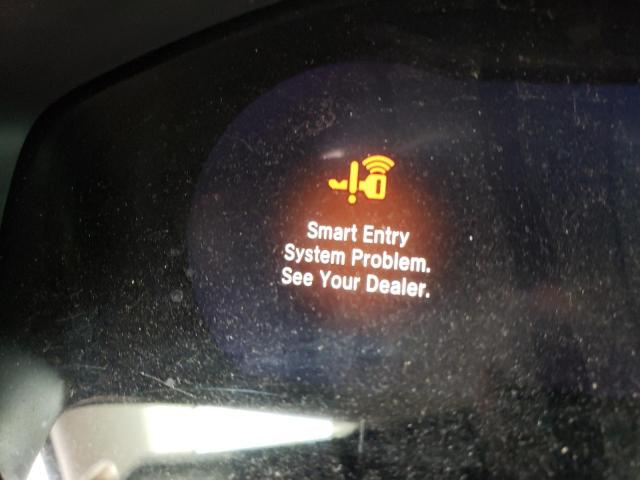 Smart Entry
System Problem.
See Your Dealer.